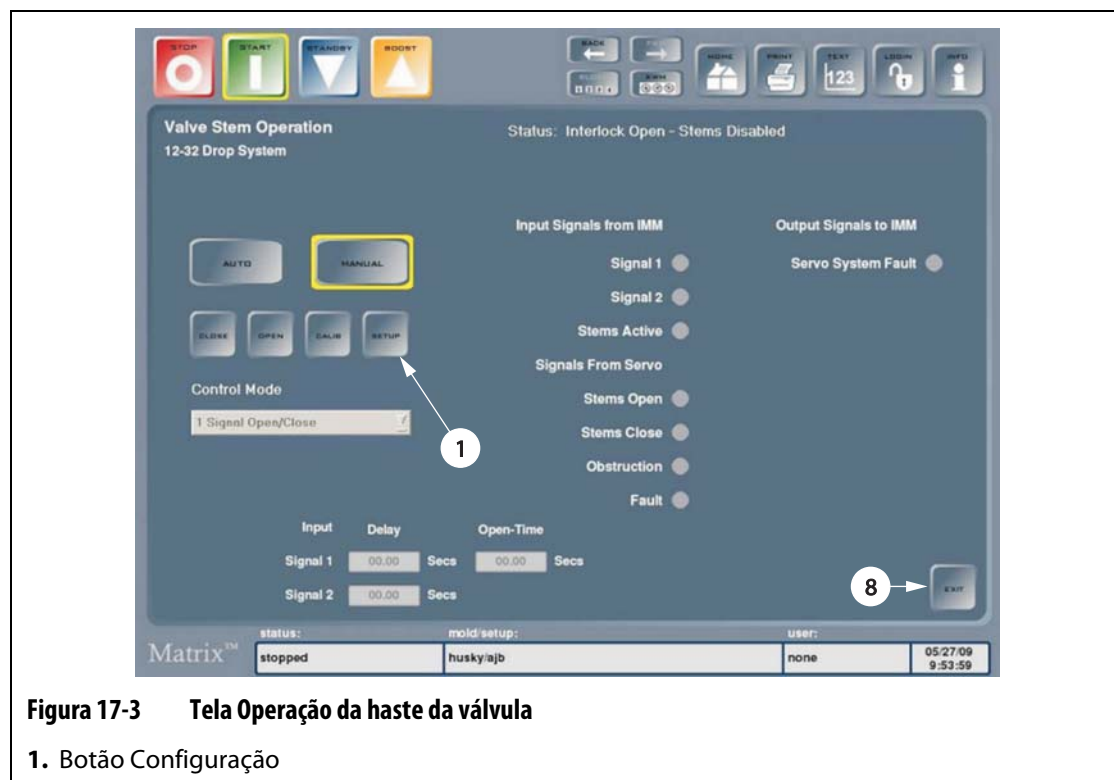 STOP START STANDBY BOOST BACK HOME PRINT TEXT LOGIN INFO
KWH 123
Valve Stem Operation
12-32 Drop System
Status: Interlock Open - Stems Disabled
Input Signals from IMM
Output Signals to IMM
AUTO MANUAL
Signal 1
Servo System Fault
Signal 2
CLOSE OPEN CALIB SETUP
Stems Active
Signals From Servo
Control Mode
Stems Open
1 Signal Open/Close
Stems Close
1
Obstruction
Fault
Input Delay Open-Time
Signal 1 00.00 Secs 00.00 Secs
Signal 2 00.00 Secs
8 EXIT
Matrix™
status: mold/setup: user:
stopped husky/ajb none 05/27/09
9:53:59
Figura 17-3 Tela Operação da haste da válvula
1. Botão Configuração